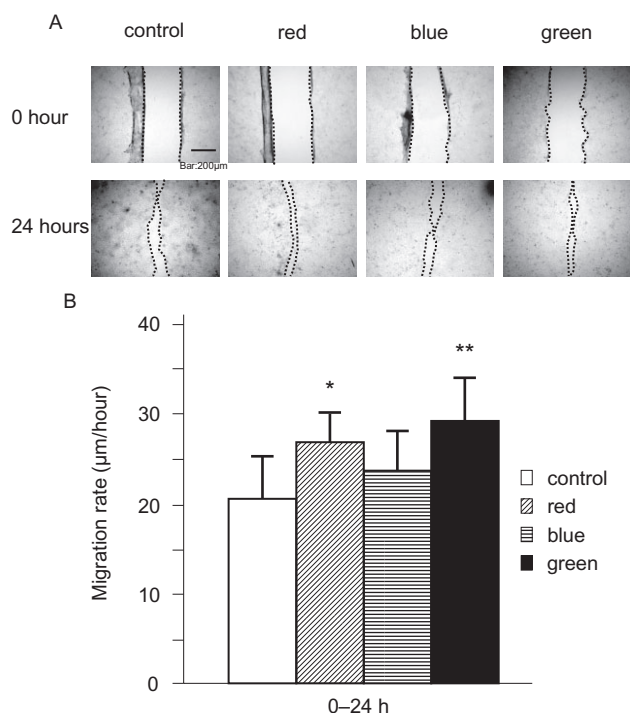 A
control red blue green
0 hour
Bar:200µm
24 hours
B
Migration rate (µm/hour)
40
30
20
10
0
*
**
control
red
blue
green
0–24 h